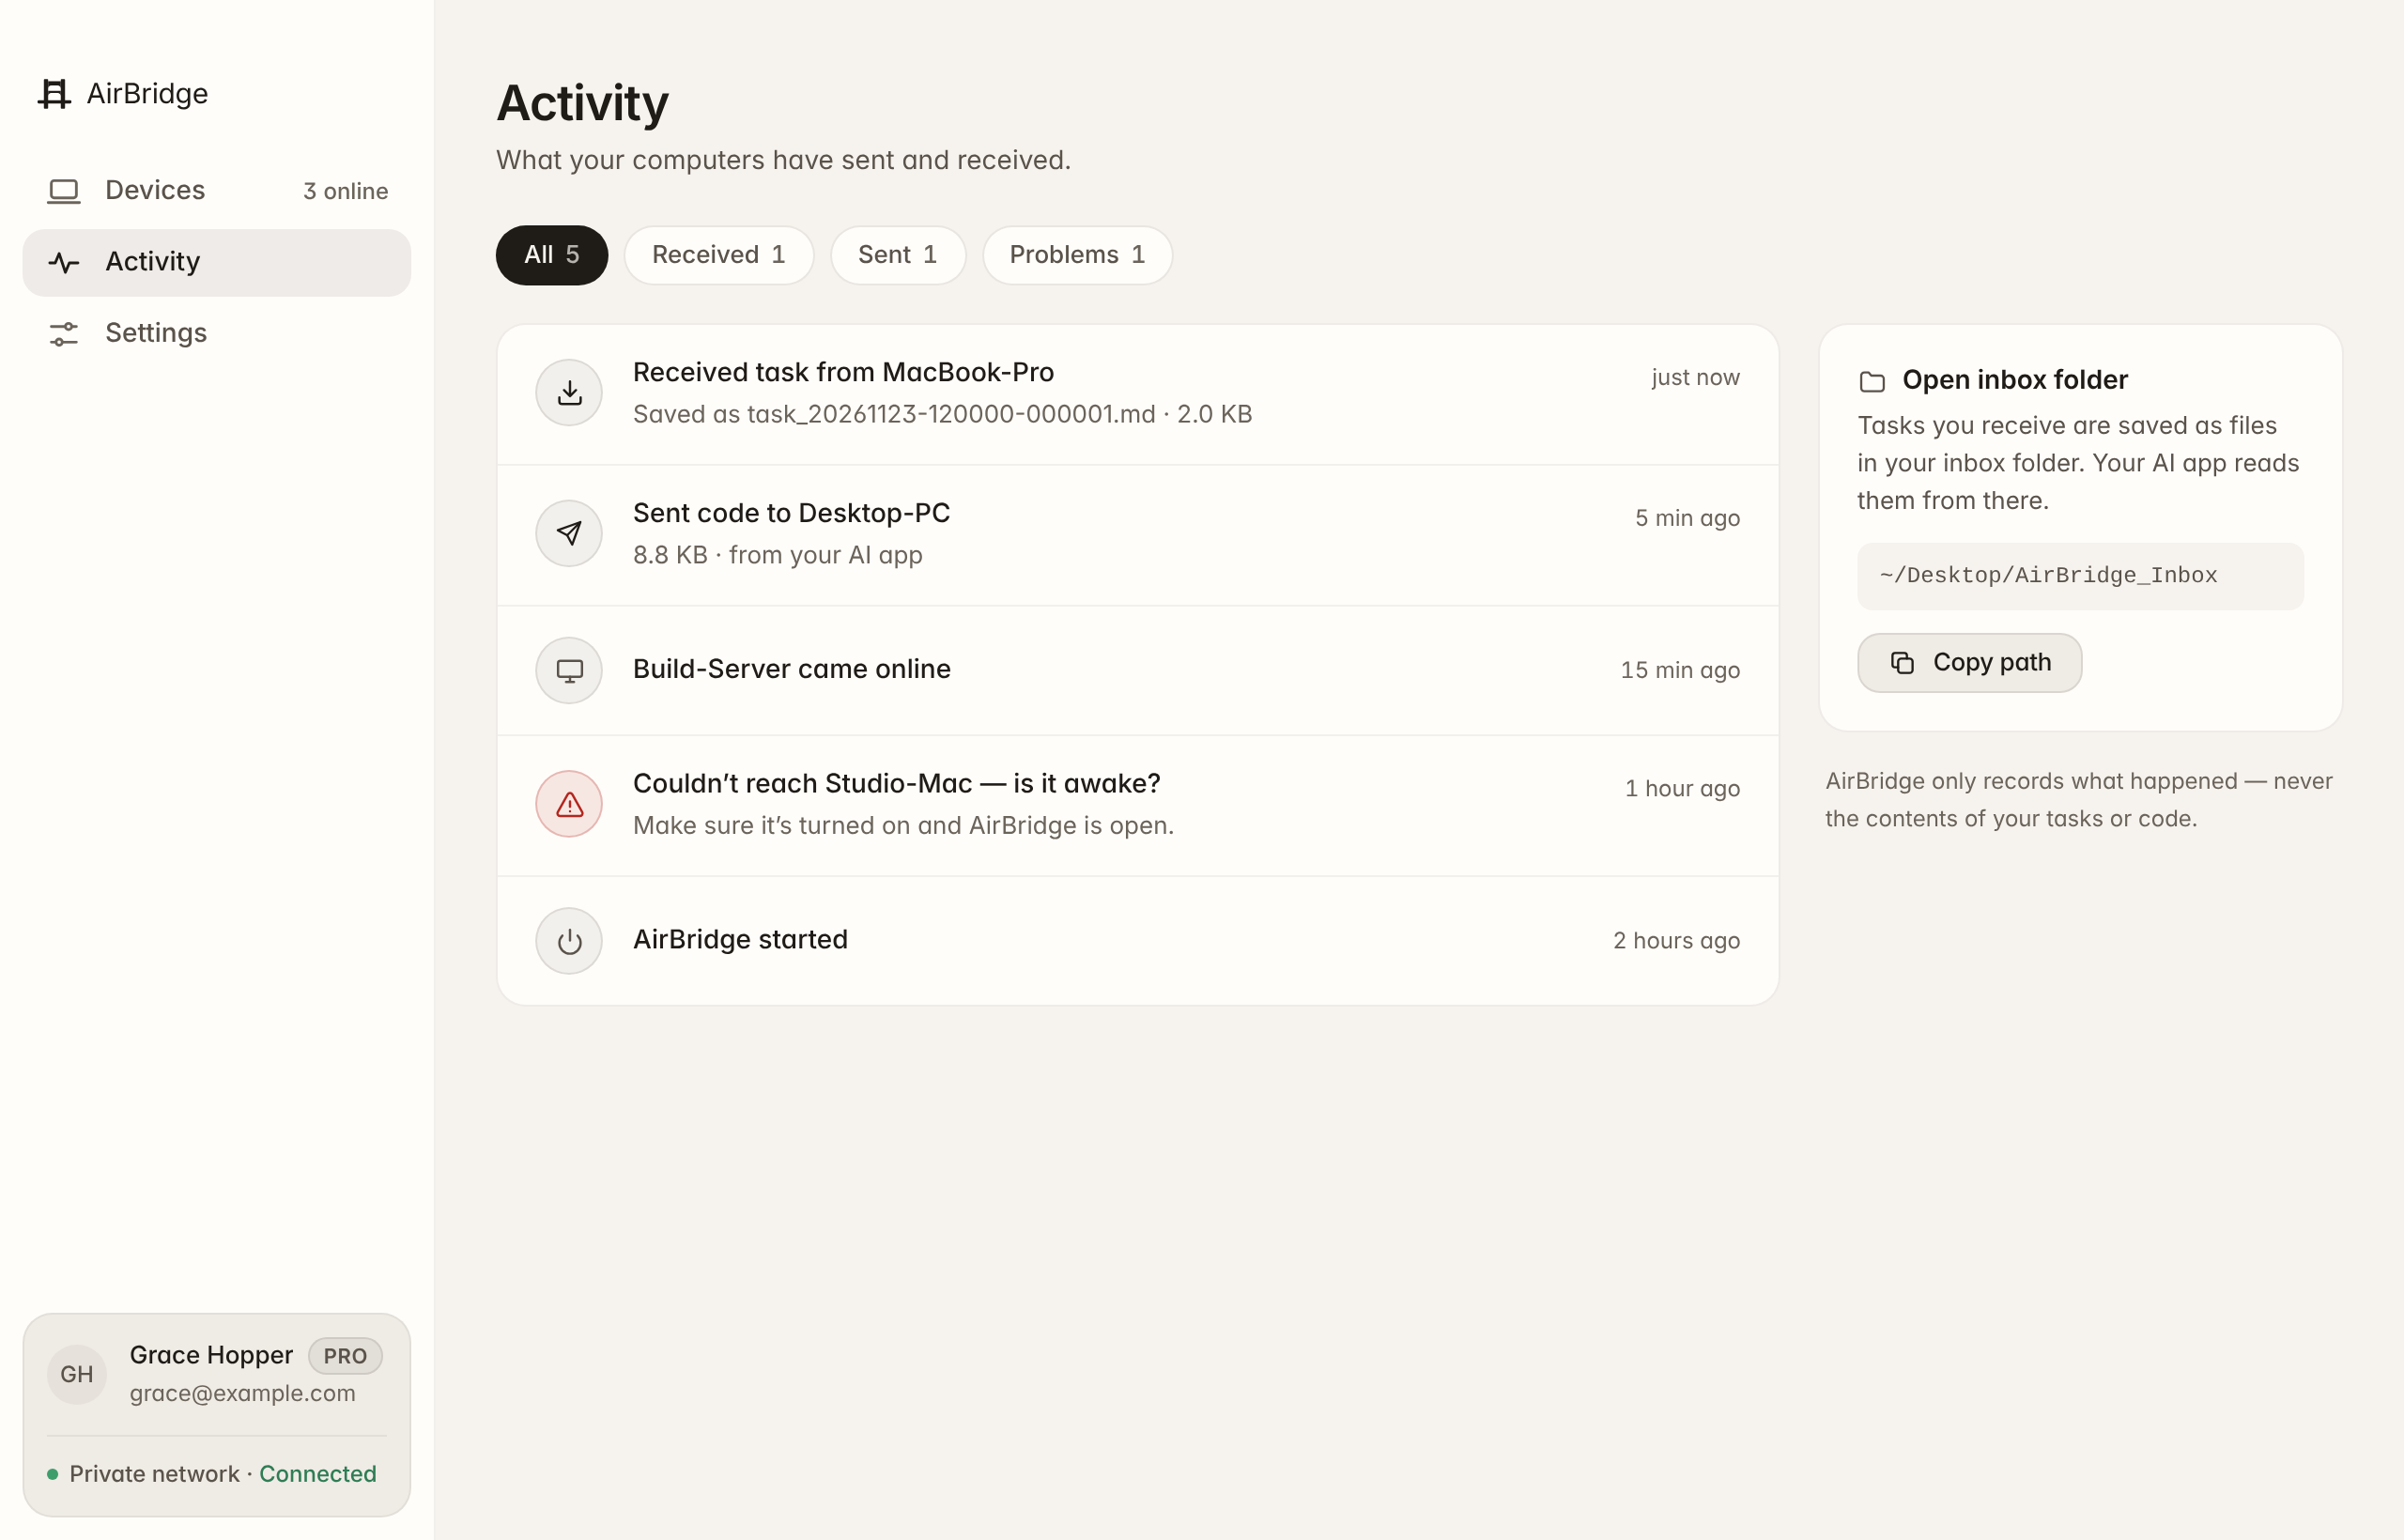 AirBridge
Devices 3 online
Activity
Settings
Activity
What your computers have sent and received.
All 5 Received 1 Sent 1 Problems 1
Received task from MacBook-Pro just now
Saved as task_20261123-120000-000001.md · 2.0 KB
Sent code to Desktop-PC 5 min ago
8.8 KB · from your AI app
Build-Server came online 15 min ago
Couldn’t reach Studio-Mac — is it awake? 1 hour ago
Make sure it’s turned on and AirBridge is open.
AirBridge started 2 hours ago
Open inbox folder
Tasks you receive are saved as files
in your inbox folder. Your AI app reads
them from there.
~/Desktop/AirBridge_Inbox
Copy path
AirBridge only records what happened — never
the contents of your tasks or code.
GH
Grace Hopper PRO
grace@example.com
Private network · Connected